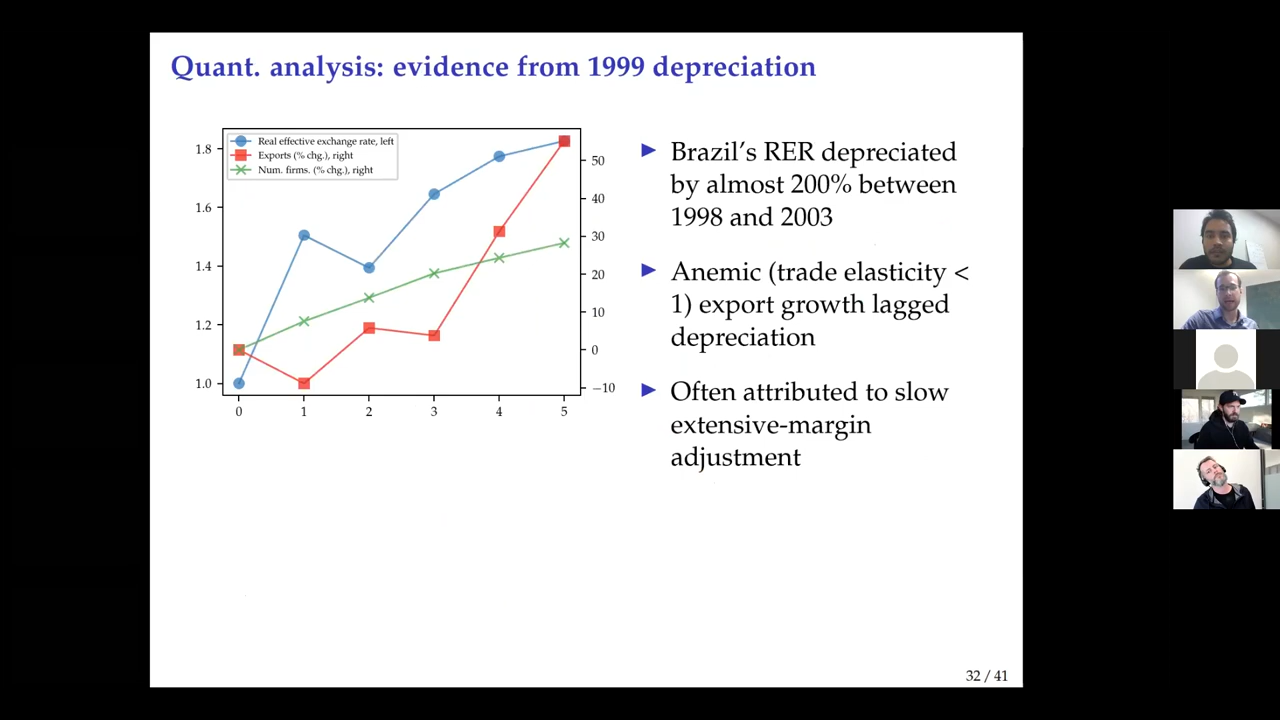 Quant. analysis: evidence from 1999 depreciation
Real effective exchange rate, left
Exports (% chg.), right
Num. firms. (% chg.), right
1.8
1.6
1.4
1.2
1.0
50
40
30
20
10
0
−10
0 1 2 3 4 5
Brazil's RER depreciated
by almost 200% between
1998 and 2003
Anemic (trade elasticity <
1) export growth lagged
depreciation
Often attributed to slow
extensive-margin
adjustment
32 / 41